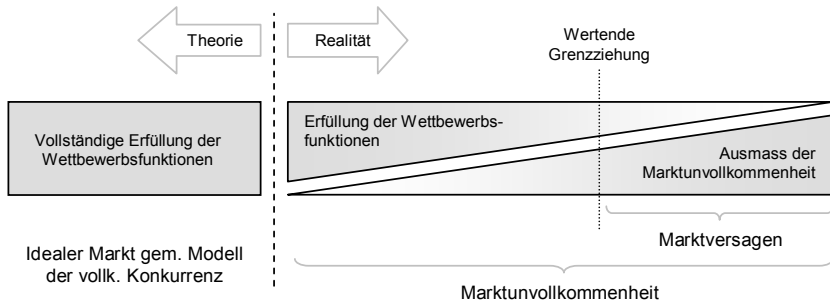 Theorie
Realität
Wertende
Grenzziehung
Vollständige Erfüllung der
Wettbewerbsfunktionen
Erfüllung der Wettbewerbs-
funktionen
Ausmass der
Marktunvollkommenheit
Marktversagen
Idealer Markt gem. Modell
der vollk. Konkurrenz
Marktunvollkommenheit